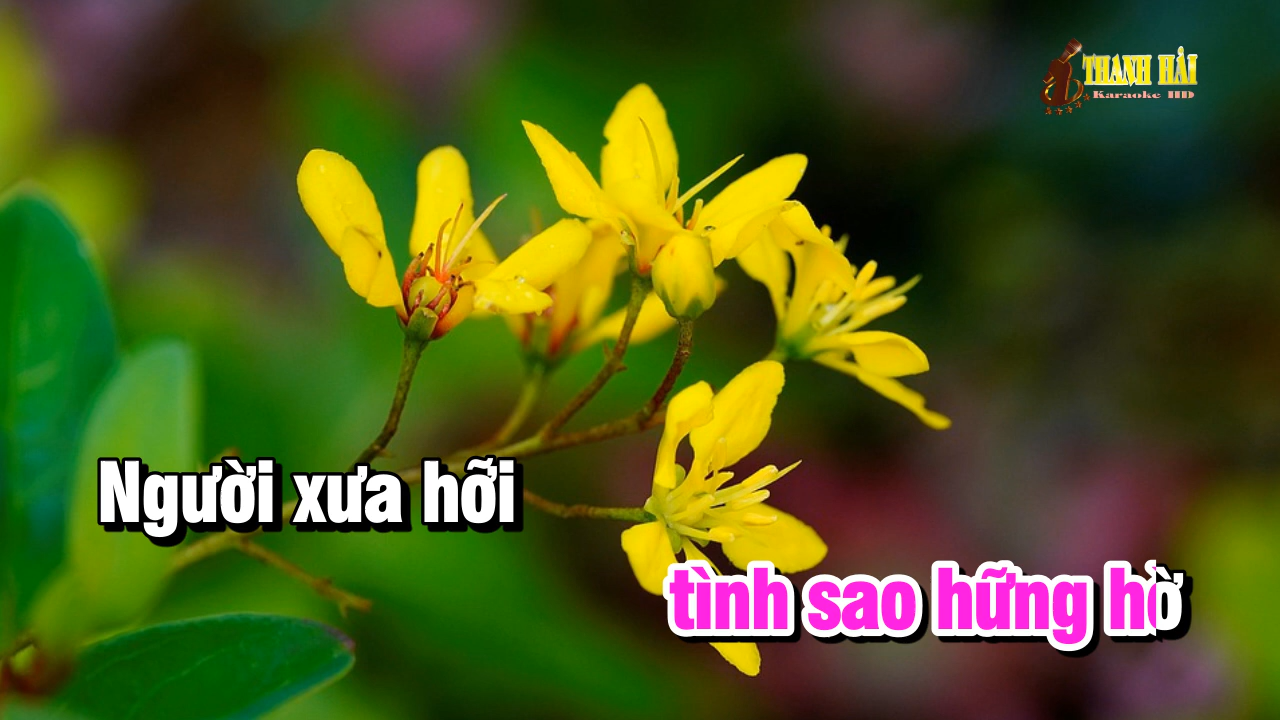 THANH HẢI
Karaoke HD
Người xưa hỡi
tình sao hững hờ